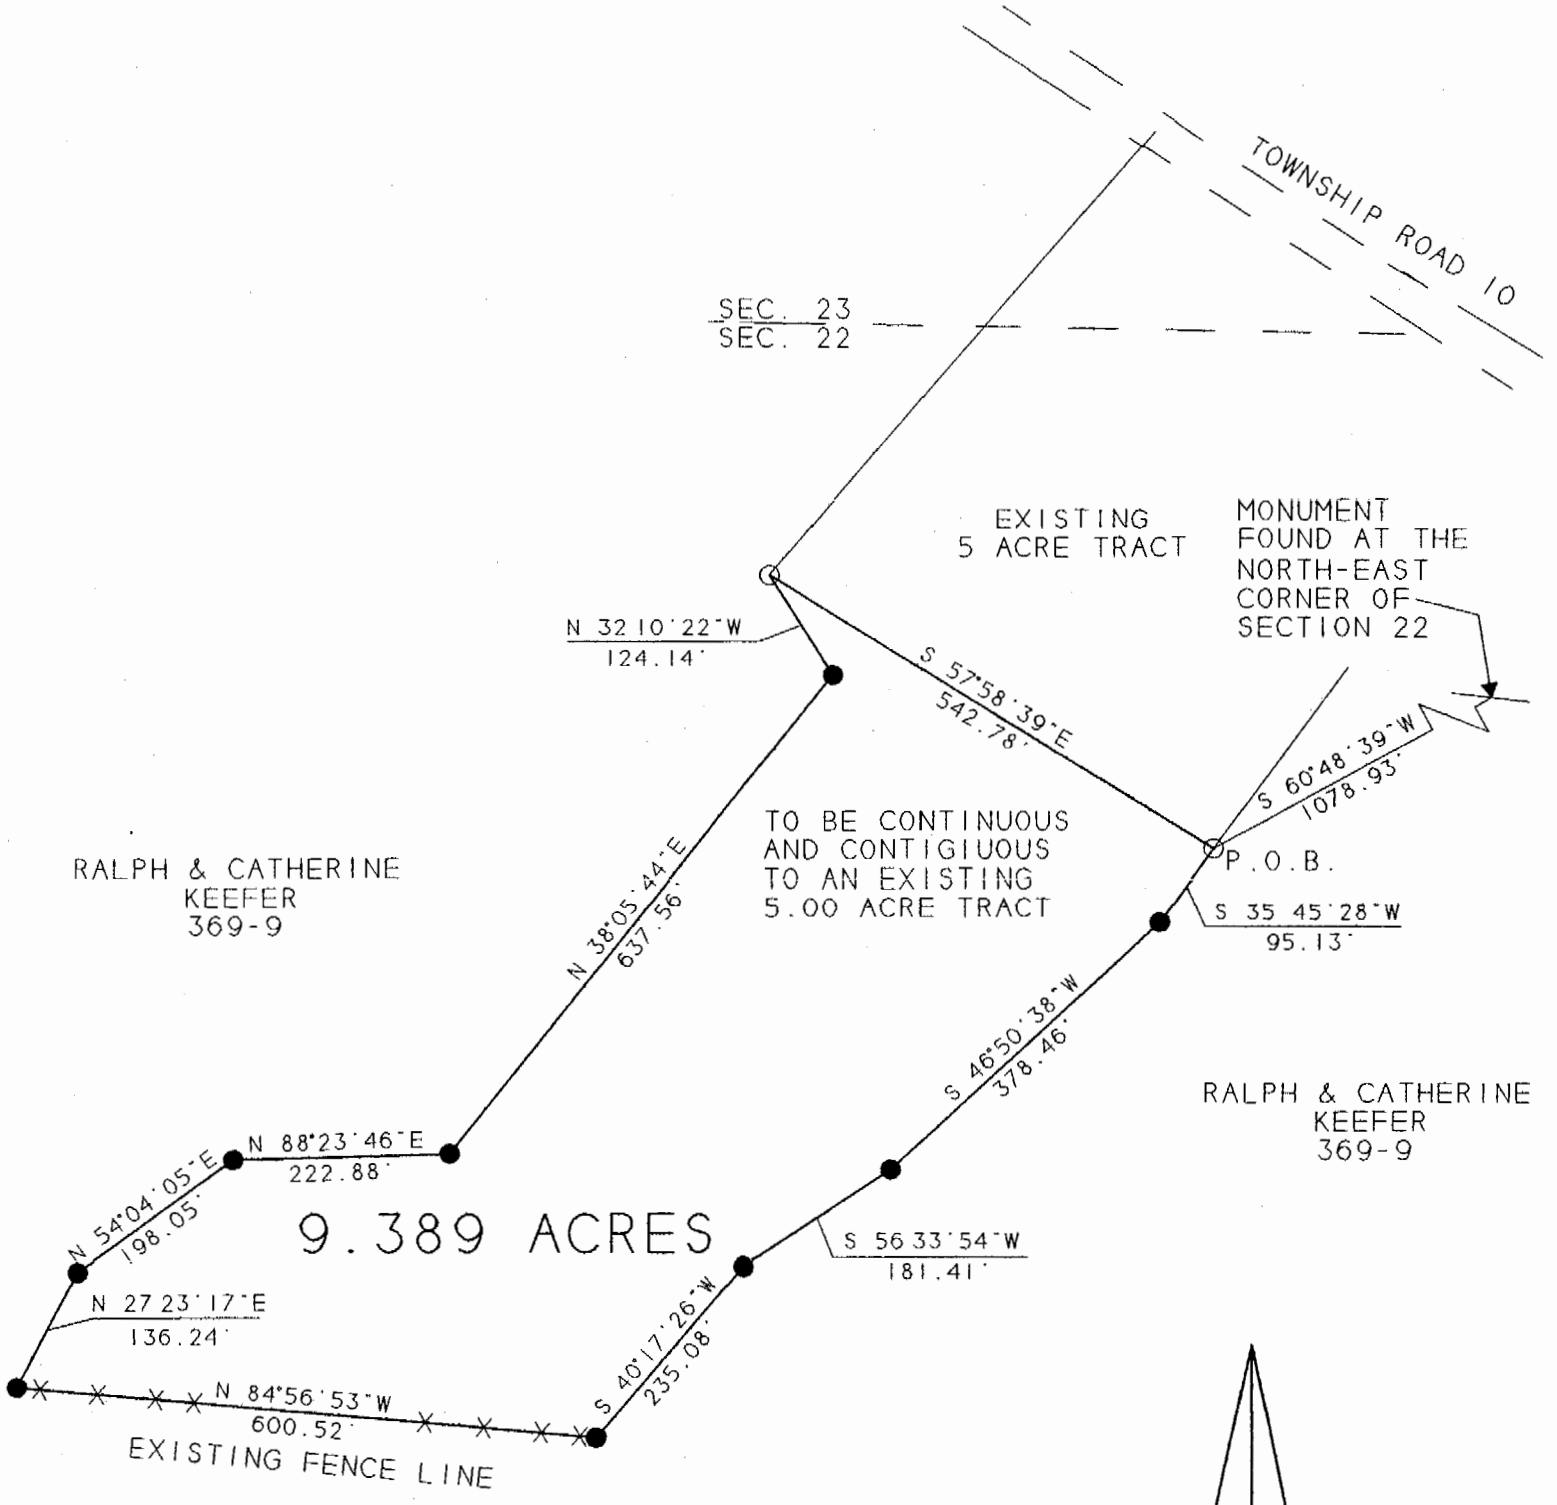 TOWNSHIP ROAD 10
SEC. 23
SEC. 22
EXISTING
5 ACRE TRACT
MONUMENT
FOUND AT THE
NORTH-EAST
CORNER OF
SECTION 22
N 32 10'22"W
124.14'
S 57°58'39"E
542.78'
S 60°48'39"W
1078.93'
TO BE CONTINUOUS
AND CONTIGIUOUS
TO AN EXISTING
5.00 ACRE TRACT
P.O.B.
RALPH & CATHERINE
KEEFER
369-9
N 38°05'44"E
637.56'
S 35 45'28"W
95.13'
S 46°50'38"W
378.46'
RALPH & CATHERINE
KEEFER
369-9
N 88°23'46"E
222.88'
N 54°04'05"E
198.05'
9.389 ACRES
S 56 33'54"W
181.41'
N 27 23'17"E
136.24'
S 40°17'26"W
235.08'
N 84°56'53"W
600.52'
EXISTING FENCE LINE